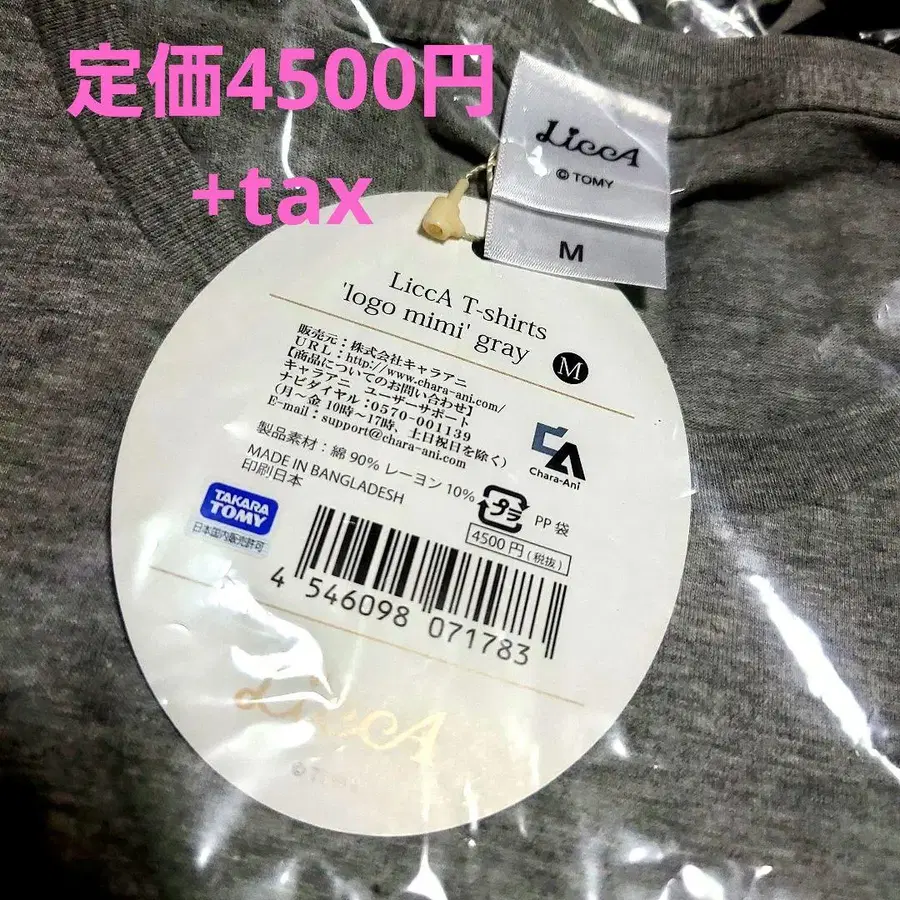 定価4500円
+tax
LiccA
© TOMY
M
LiccA T-shirts
'logo mimi' gray
M
販売元：株式会社キャラアニ
URL：http://www.chara-ani.com/
【商品についてのお問い合わせ】
キャラアニ ユーザーサポート
ナビダイヤル：0570-001139
(月～金 10時～17時、土日祝日を除く)
E-mail：support@chara-ani.com
Chara-Ani
製品素材：綿 90% レーヨン 10%
MADE IN BANGLADESH
印刷日本
プラ
PP 袋
4500 円 (税抜)
TAKARA
TOMY
日本国内販売許可
4 546098 071783
LiccA
© TOMY